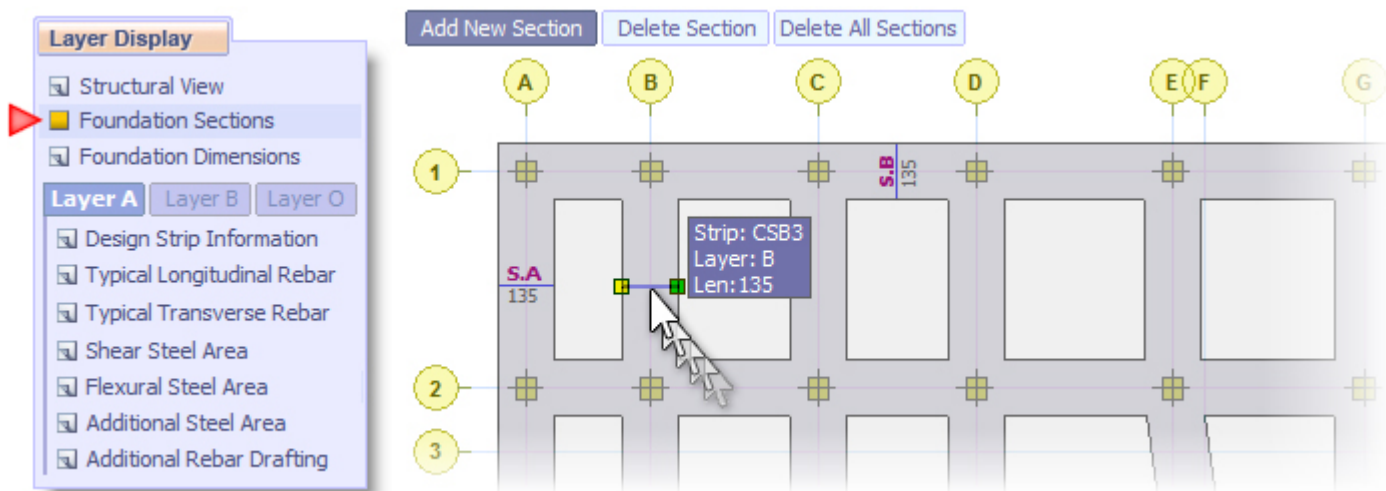 Layer Display
Structural View
Foundation Sections
Foundation Dimensions
Layer A Layer B Layer O
Design Strip Information
Typical Longitudinal Rebar
Typical Transverse Rebar
Shear Steel Area
Flexural Steel Area
Additional Steel Area
Additional Rebar Drafting
Add New Section Delete Section Delete All Sections
A B C D E F G
1
S.B
135
Strip: CSB3
Layer: B
Len:135
S.A
135
2
3